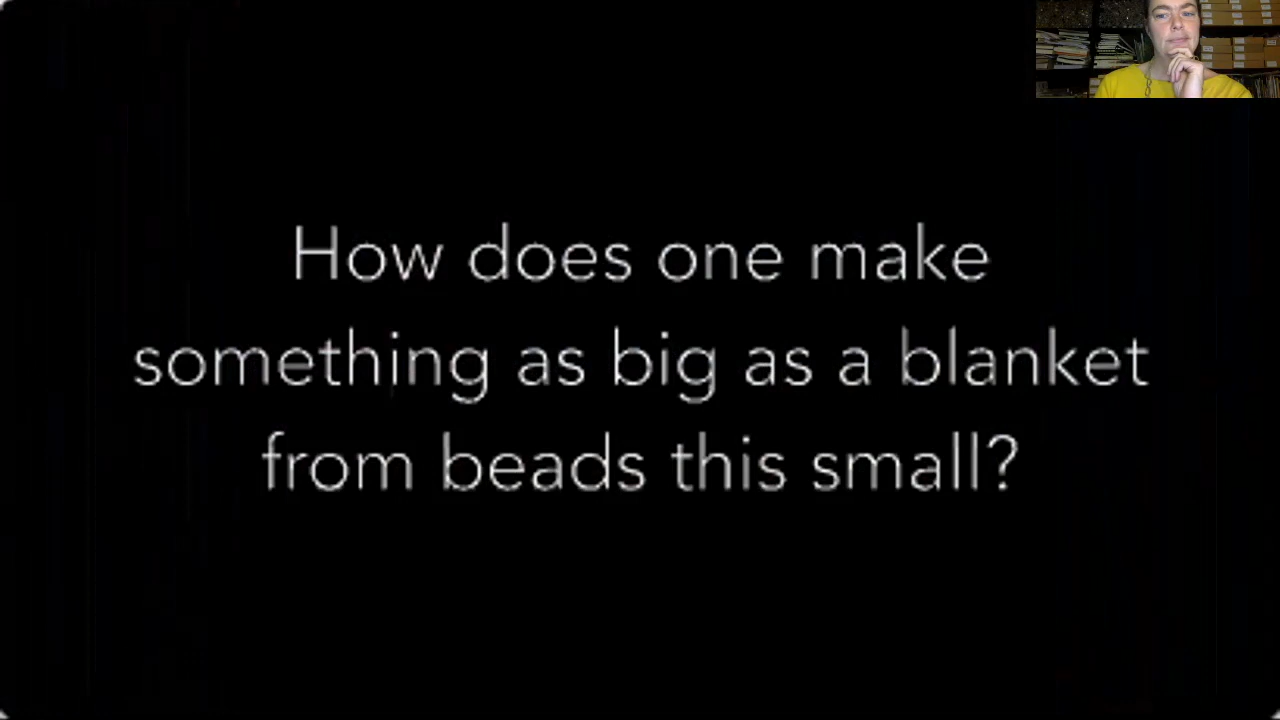 How does one make
something as big as a blanket
from beads this small?